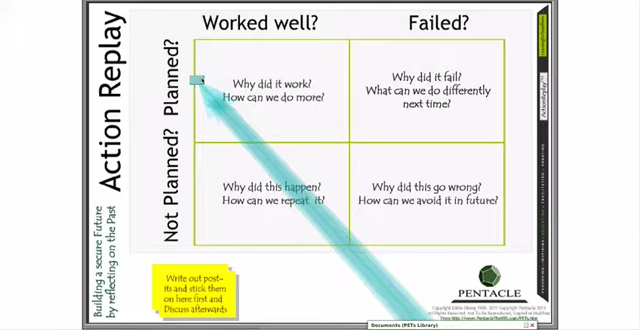 Worked well?
Failed?
Action Replay
Building a secure Future
by reflecting on the Past
Planned?
Why did it work?
How can we do more?
Why did it fail?
What can we do differently
next time?
Not Planned?
Why did this happen?
How can we repeat it?
Why did this go wrong?
How can we avoid it in future?
Write out post-
its and stick them
on here first and
Discuss afterwards
PENTACLE
Documents (PETs Library)